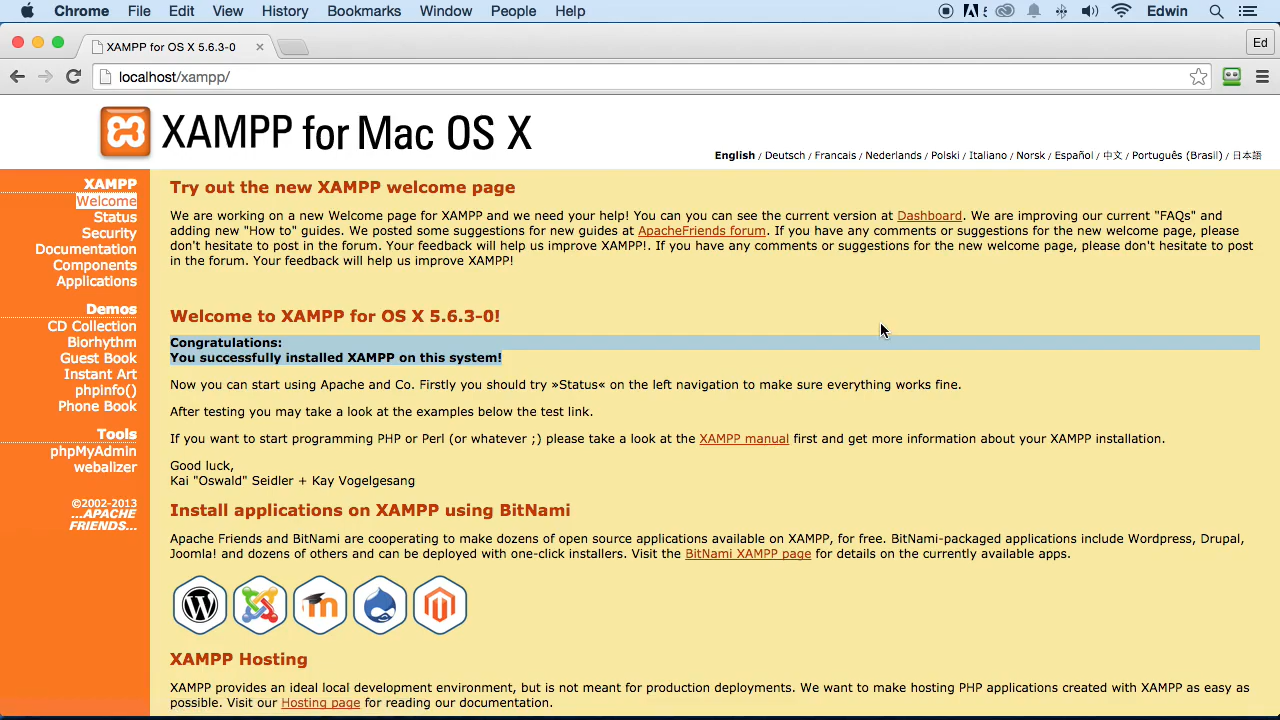 Chrome File Edit View History Bookmarks Window People Help 5 Edwin
XAMPP for OS X 5.6.3-0
Ed
localhost/xampp/
XAMPP for Mac OS X
English / Deutsch / Francais / Nederlands / Polski / Italiano / Norsk / Español / 中文 / Português (Brasil) / 日本語
XAMPP
Welcome
Status
Security
Documentation
Components
Applications
Demos
CD Collection
Biorhythm
Guest Book
Instant Art
phpinfo()
Phone Book
Tools
phpMyAdmin
webalizer
©2002-2013
...APACHE
FRIENDS...
Try out the new XAMPP welcome page
We are working on a new Welcome page for XAMPP and we need your help! You can you can see the current version at Dashboard. We are improving our current "FAQs" and
adding new "How to" guides. We posted some suggestions for new guides at ApacheFriends forum. If you have any comments or suggestions for the new welcome page, please
don't hesitate to post in the forum. Your feedback will help us improve XAMPP!. If you have any comments or suggestions for the new welcome page, please don't hesitate to post
in the forum. Your feedback will help us improve XAMPP!
Welcome to XAMPP for OS X 5.6.3-0!
Congratulations:
You successfully installed XAMPP on this system!
Now you can start using Apache and Co. Firstly you should try »Status« on the left navigation to make sure everything works fine.
After testing you may take a look at the examples below the test link.
If you want to start programming PHP or Perl (or whatever ;) please take a look at the XAMPP manual first and get more information about your XAMPP installation.
Good luck,
Kai "Oswald" Seidler + Kay Vogelgesang
Install applications on XAMPP using BitNami
Apache Friends and BitNami are cooperating to make dozens of open source applications available on XAMPP, for free. BitNami-packaged applications include Wordpress, Drupal,
Joomla! and dozens of others and can be deployed with one-click installers. Visit the BitNami XAMPP page for details on the currently available apps.
XAMPP Hosting
XAMPP provides an ideal local development environment, but is not meant for production deployments. We want to make hosting PHP applications created with XAMPP as easy as
possible. Visit our Hosting page for reading our documentation.